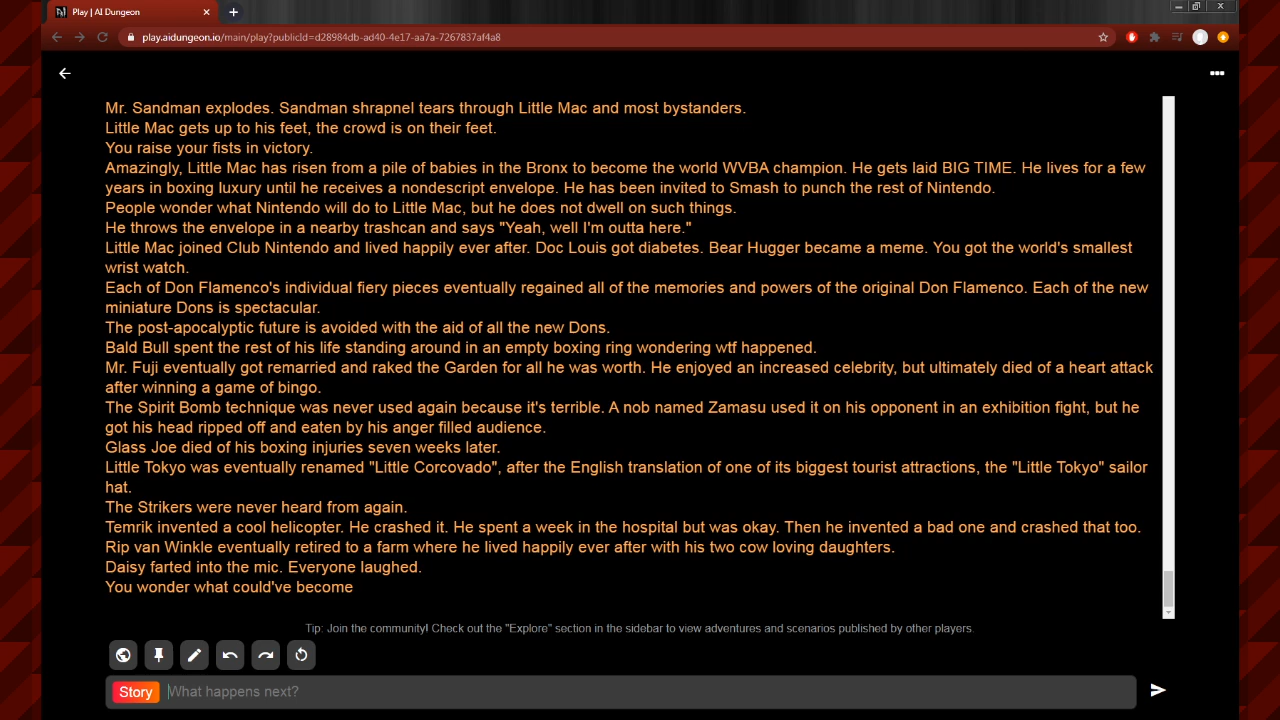 Play | AI Dungeon
play.aidungeon.io/main/play?publicId=d28984db-ad40-4e17-aa7a-7267837af4a8
Mr. Sandman explodes. Sandman shrapnel tears through Little Mac and most bystanders.
Little Mac gets up to his feet, the crowd is on their feet.
You raise your fists in victory.
Amazingly, Little Mac has risen from a pile of babies in the Bronx to become the world WVBA champion. He gets laid BIG TIME. He lives for a few
years in boxing luxury until he receives a nondescript envelope. He has been invited to Smash to punch the rest of Nintendo.
People wonder what Nintendo will do to Little Mac, but he does not dwell on such things.
He throws the envelope in a nearby trashcan and says "Yeah, well I'm outta here."
Little Mac joined Club Nintendo and lived happily ever after. Doc Louis got diabetes. Bear Hugger became a meme. You got the world's smallest
wrist watch.
Each of Don Flamenco's individual fiery pieces eventually regained all of the memories and powers of the original Don Flamenco. Each of the new
miniature Dons is spectacular.
The post-apocalyptic future is avoided with the aid of all the new Dons.
Bald Bull spent the rest of his life standing around in an empty boxing ring wondering wtf happened.
Mr. Fuji eventually got remarried and raked the Garden for all he was worth. He enjoyed an increased celebrity, but ultimately died of a heart attack
after winning a game of bingo.
The Spirit Bomb technique was never used again because it's terrible. A nob named Zamasu used it on his opponent in an exhibition fight, but he
got his head ripped off and eaten by his anger filled audience.
Glass Joe died of his boxing injuries seven weeks later.
Little Tokyo was eventually renamed "Little Corcovado", after the English translation of one of its biggest tourist attractions, the "Little Tokyo" sailor
hat.
The Strikers were never heard from again.
Temrik invented a cool helicopter. He crashed it. He spent a week in the hospital but was okay. Then he invented a bad one and crashed that too.
Rip van Winkle eventually retired to a farm where he lived happily ever after with his two cow loving daughters.
Daisy farted into the mic. Everyone laughed.
You wonder what could've become
Tip: Join the community! Check out the "Explore" section in the sidebar to view adventures and scenarios published by other players.
Story What happens next?